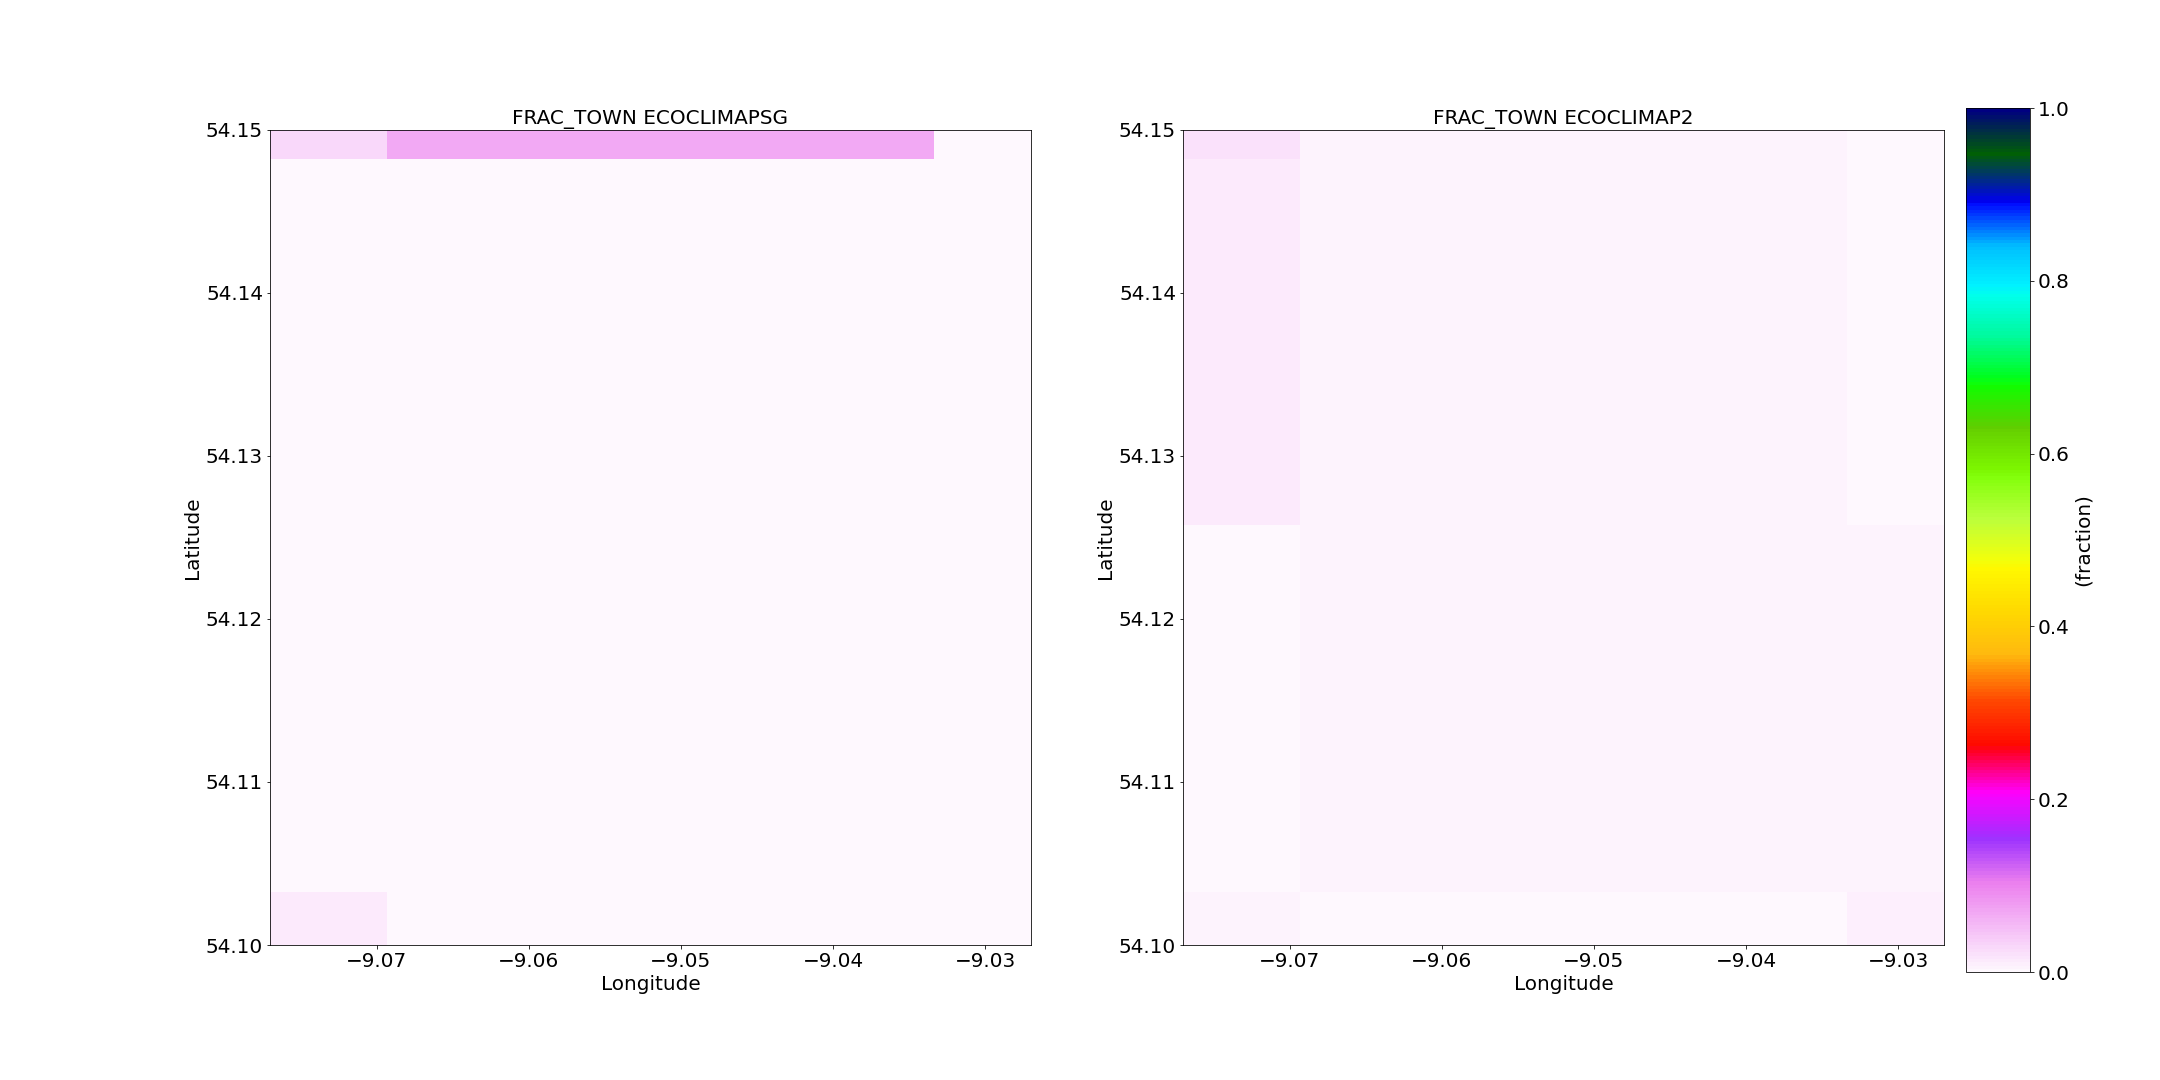 FRAC_TOWN ECOCLIMAPSG
54.15
54.14
54.13
54.12
54.11
54.10
Latitude
−9.07 −9.06 −9.05 −9.04 −9.03
Longitude
FRAC_TOWN ECOCLIMAP2
54.15
54.14
54.13
54.12
54.11
54.10
Latitude
−9.07 −9.06 −9.05 −9.04 −9.03
Longitude
1.0
0.8
0.6
0.4
0.2
0.0
(fraction)